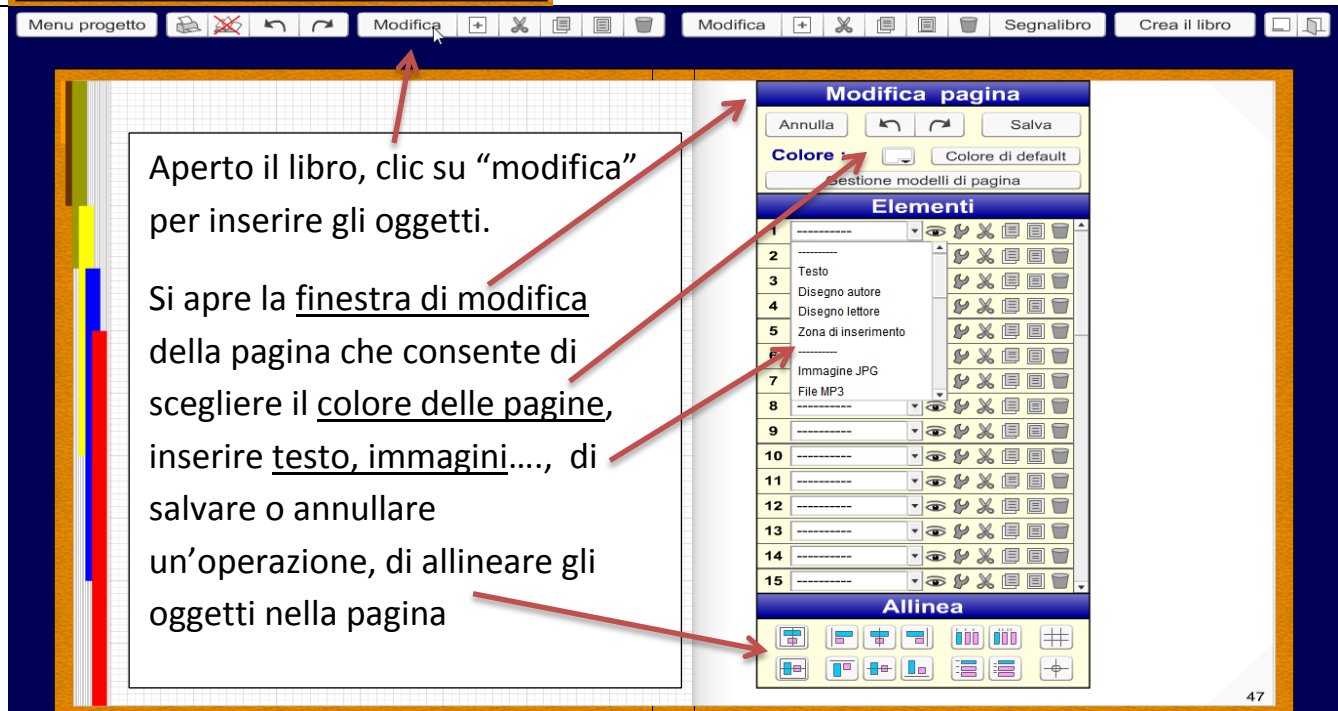 Menu progetto Modifica Modifica Segnalibro Crea il libro
Aperto il libro, clic su “modifica”
per inserire gli oggetti.
Si apre la finestra di modifica
della pagina che consente di
scegliere il colore delle pagine,
inserire testo, immagini…., di
salvare o annullare
un’operazione, di allineare gli
oggetti nella pagina
Modifica pagina
Annulla Salva
Colore : Colore di default
Gestione modelli di pagina
Elementi
1 ----------
2 ----------
Testo
3
Disegno autore
4 Disegno lettore
5 Zona di inserimento
6 ----------
Immagine JPG
7
File MP3
8 ----------
9 ----------
10 ----------
11 ----------
12 ----------
13 ----------
14 ----------
15 ----------
Allinea
47